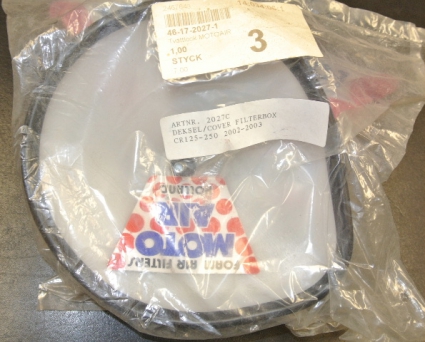 46-17-2027-1
1,00
STYCK
3
ARTNR. 2027C
DEKSEL/COVER FILTERBOX
CR125-250 2002-2003
HOLLAND
MOTO
AIR
FOAM AIR FILTERS